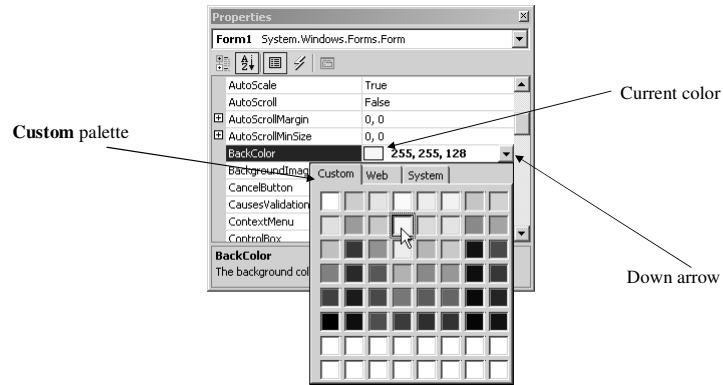 Properties
Form1 System.Windows.Forms.Form
AutoScale True
AutoScroll False
AutoScrollMargin 0, 0
AutoScrollMinSize 0, 0
BackColor 255, 255, 128
BackgroundImag
CancelButton
CausesValidation
ContextMenu
ControlBox
BackColor
The background col
Custom Web System
Current color
Custom palette
Down arrow